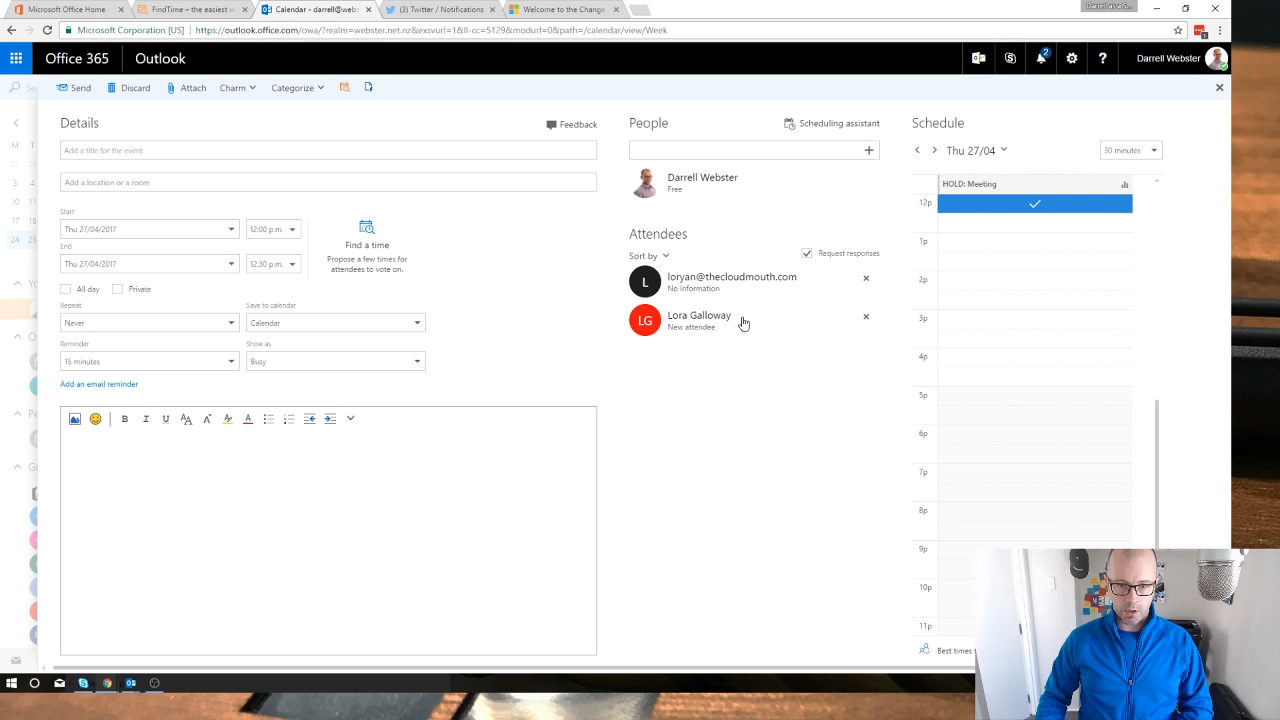 Microsoft Office Home
FindTime – the easiest v
Calendar - darrell@webs
(3) Twitter / Notifications
Welcome to the Change
Microsoft Corporation [US]
https://outlook.office.com/owa/?realm=webster.net.nz&exsvurl=1&ll-cc=5129&modurl=0&path=/calendar/view/Week
Office 365
Outlook
2
Darrell Webster
Send
Discard
Attach
Charm
Categorize
Details
Feedback
Add a title for the event
Add a location or a room
Start
Thu 27/04/2017
12:00 p.m.
End
Thu 27/04/2017
12:30 p.m.
Find a time
Propose a few times for
attendees to vote on.
All day
Private
Repeat
Save to calendar
Never
Calendar
Reminder
Show as
15 minutes
Busy
Add an email reminder
B I U
People
Scheduling assistant
Darrell Webster
Free
Attendees
Sort by
Request responses
L
loryan@thecloudmouth.com
No information
LG
Lora Galloway
New attendee
Schedule
Thu 27/04
30 minutes
HOLD: Meeting
12p
1p
2p
3p
4p
5p
6p
7p
8p
9p
10p
11p
Best times